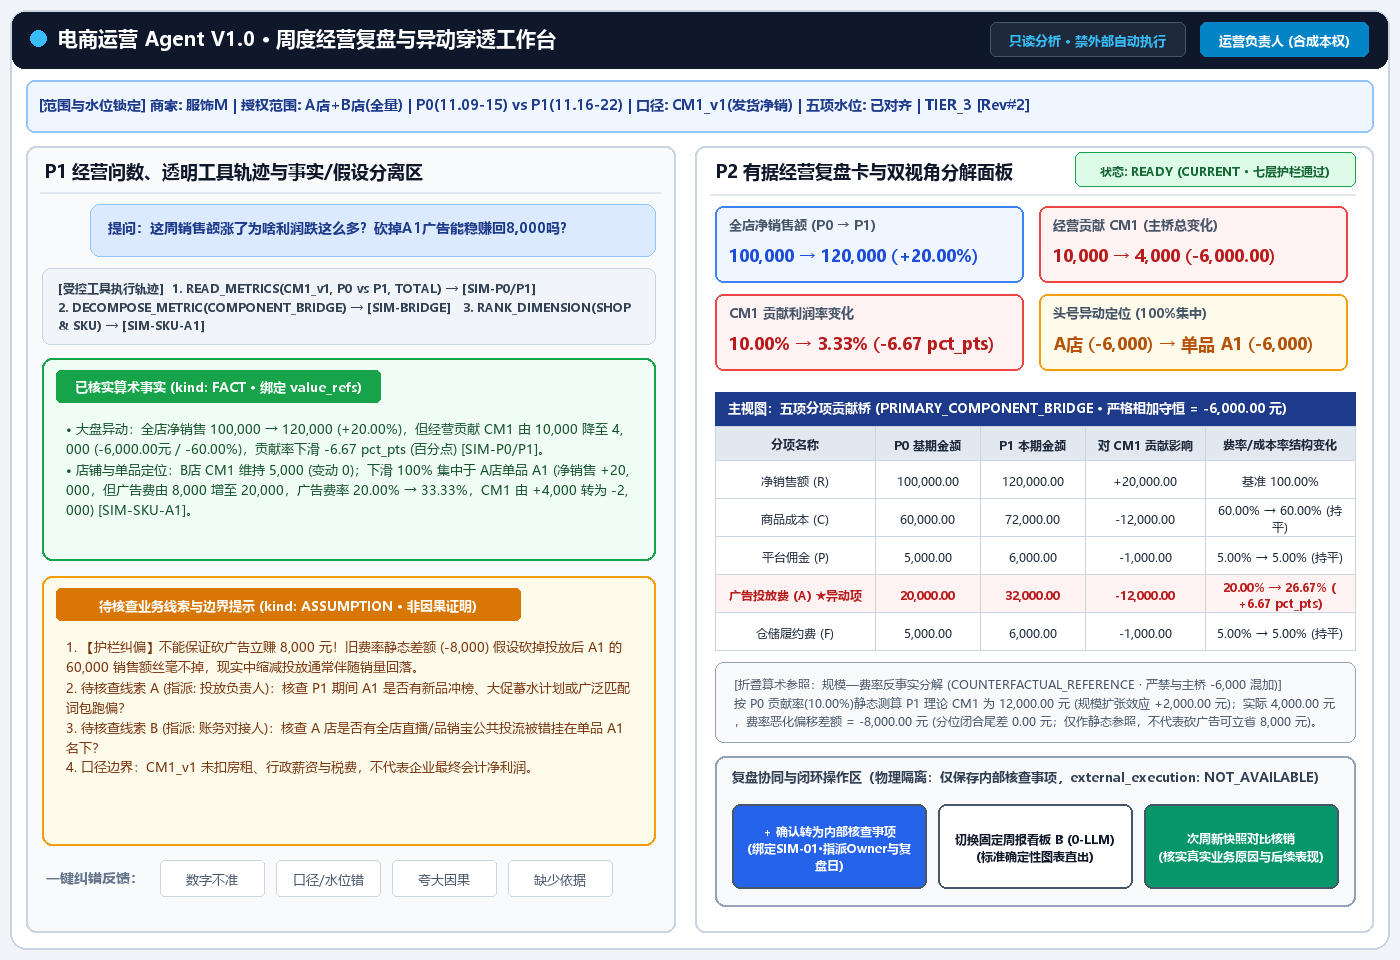 电商运营 Agent V1.0 • 周度经营复盘与异动穿透工作台
只读分析 • 禁外部自动执行
运营负责人 (含成本权)
[范围与水位锁定] 商家: 服饰M | 授权范围: A店+B店(全量) | P0(11.09-15) vs P1(11.16-22) | 口径: CM1_v1(发货净销) | 五项水位: 已对齐 | TIER_3 [Rev#2]
P1 经营问数、透明工具轨迹与事实/假设分离区
提问：这周销售额涨了为啥利润跌这么多？砍掉A1广告能稳赚回8,000吗？
[受控工具执行轨迹] 1. READ_METRICS(CM1_v1, P0 vs P1, TOTAL) → [SIM-P0/P1]
2. DECOMPOSE_METRIC(COMPONENT_BRIDGE) → [SIM-BRIDGE] 3. RANK_DIMENSION(SHOP
& SKU) → [SIM-SKU-A1]
已核实算术事实 (kind: FACT • 绑定 value_refs)
• 大盘异动：全店净销售 100,000 → 120,000 (+20.00%)，但经营贡献 CM1 由 10,000 降至 4,
000 (-6,000.00元 / -60.00%)，贡献率下滑 -6.67 pct_pts (百分点) [SIM-P0/P1]。
• 店铺与单品定位：B店 CM1 维持 5,000 (变动 0)；下滑 100% 集中于 A店单品 A1 (净销售 +20,
000，但广告费由 8,000 增至 20,000，广告费率 20.00% → 33.33%，CM1 由 +4,000 转为 -2,
000) [SIM-SKU-A1]。
待核查业务线索与边界提示 (kind: ASSUMPTION • 非因果证明)
1. 【护栏纠偏】不能保证砍广告立赚 8,000 元！旧费率静态差额 (-8,000) 假设砍掉投放后 A1 的
60,000 销售额丝毫不掉，现实中缩减投放通常伴随销量回落。
2. 待核查线索 A (指派: 投放负责人)：核查 P1 期间 A1 是否有新品冲榜、大促蓄水计划或广泛匹配
词包跑偏？
3. 待核查线索 B (指派: 账务对接人)：核查 A 店是否有全店直播/品销宝公共投流被错挂在单品 A1
名下？
4. 口径边界：CM1_v1 未扣房租、行政薪资与税费，不代表企业最终会计净利润。
一键纠错反馈：
数字不准
口径/水位错
夸大因果
缺少依据
P2 有据经营复盘卡与双视角分解面板
状态: READY (CURRENT • 七层护栏通过)
全店净销售额 (P0 → P1)
100,000 → 120,000 (+20.00%)
经营贡献 CM1 (主桥总变化)
10,000 → 4,000 (-6,000.00)
CM1 贡献利润率变化
10.00% → 3.33% (-6.67 pct_pts)
头号异动定位 (100%集中)
A店 (-6,000) → 单品 A1 (-6,000)
主视图：五项分项贡献桥 (PRIMARY_COMPONENT_BRIDGE • 严格相加守恒 = -6,000.00 元)
分项名称 P0 基期金额 P1 本期金额 对 CM1 贡献影响 费率/成本率结构变化
净销售额 (R) 100,000.00 120,000.00 +20,000.00 基准 100.00%
商品成本 (C) 60,000.00 72,000.00 -12,000.00 60.00% → 60.00% (持
平)
平台佣金 (P) 5,000.00 6,000.00 -1,000.00 5.00% → 5.00% (持平)
广告投放费 (A) ★异动项 20,000.00 32,000.00 -12,000.00 20.00% → 26.67% (
+6.67 pct_pts)
仓储履约费 (F) 5,000.00 6,000.00 -1,000.00 5.00% → 5.00% (持平)
[折叠算术参照：规模—费率反事实分解 (COUNTERFACTUAL_REFERENCE · 严禁与主桥 -6,000 混加)]
按 P0 贡献率(10.00%)静态测算 P1 理论 CM1 为 12,000.00 元 (规模扩张效应 +2,000.00 元)；实际 4,000.00 元
，费率恶化偏移差额 = -8,000.00 元 (分位闭合尾差 0.00 元；仅作静态参照，不代表砍广告可立省 8,000 元)。
复盘协同与闭环操作区（物理隔离：仅保存内部核查事项，external_execution: NOT_AVAILABLE)
+ 确认转为内部核查事项
(绑定SIM-01•指派Owner与复
盘日)
切换固定周报看板 B (0-LLM)
(标准确定性图表直出)
次周新快照对比核销
(核实真实业务原因与后续表现)